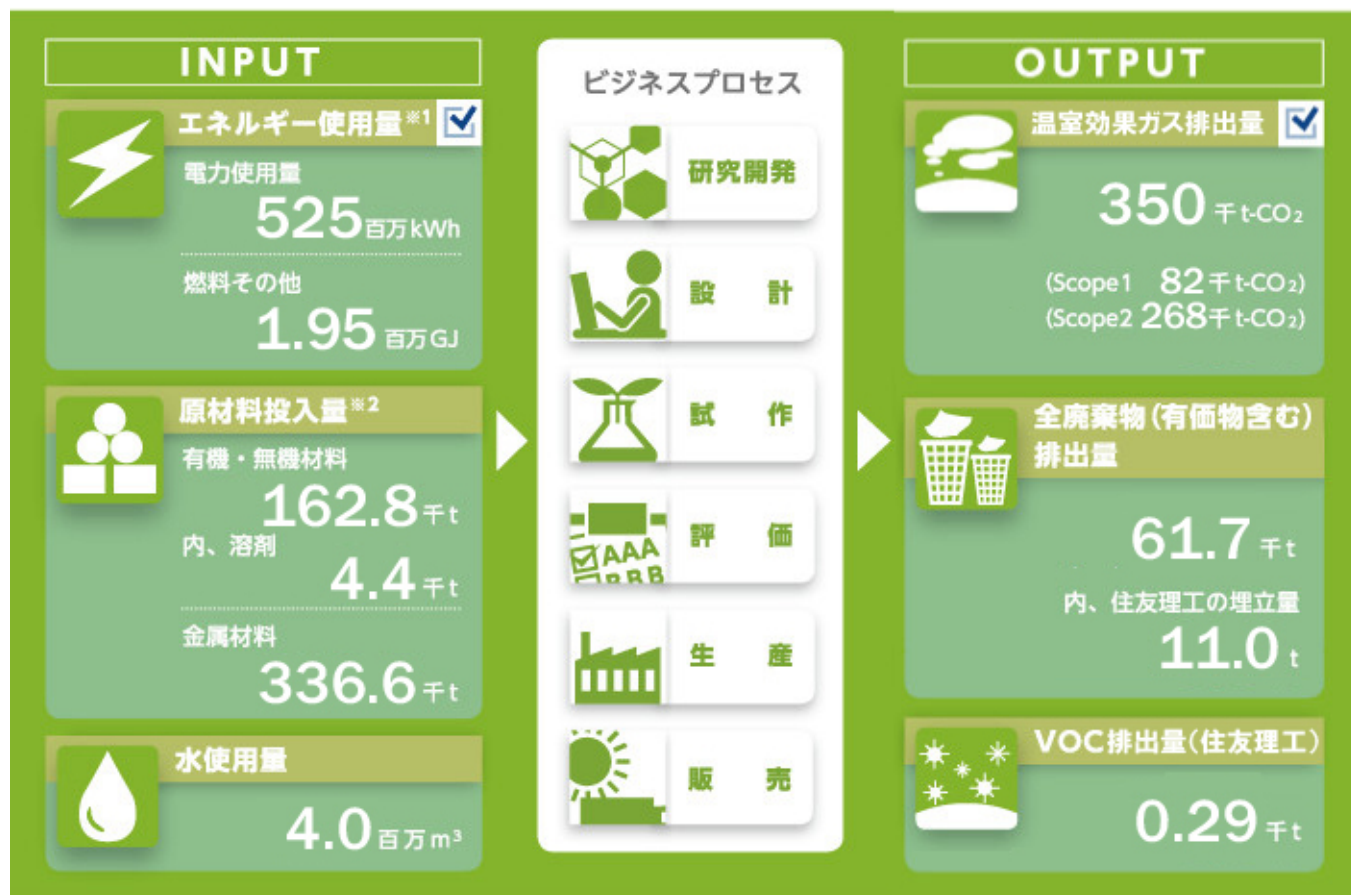 INPUT
エネルギー使用量※1
電力使用量
525百万kWh
燃料その他
1.95 百万GJ
原材料投入量※2
有機・無機材料
162.8千t
内、溶剤
4.4千t
金属材料
336.6千t
水使用量
4.0百万m³
ビジネスプロセス
研究開発
設 計
試 作
評 価
AAA
BBB
生 産
販 売
OUTPUT
温室効果ガス排出量
350千t-CO₂
(Scope1 82千t-CO₂)
(Scope2 268千t-CO₂)
全廃棄物(有価物含む)
排出量
61.7千t
内、住友理工の埋立量
11.0 t
VOC排出量(住友理工)
0.29千t